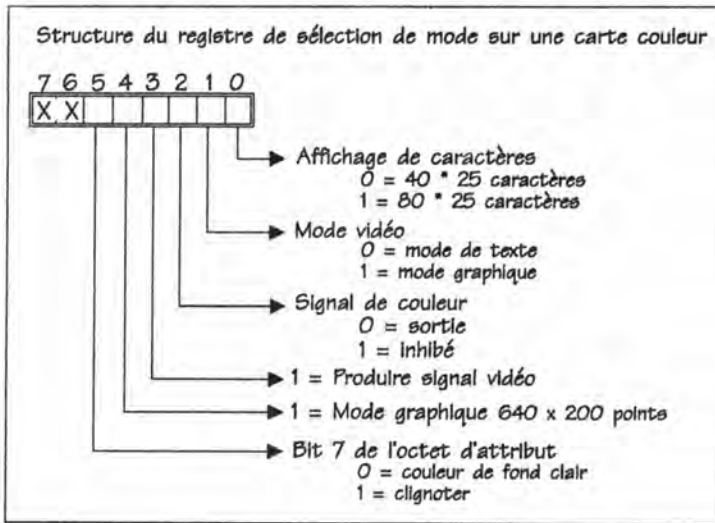 Structure du registre de sélection de mode sur une carte couleur
7 6 5 4 3 2 1 0
X X
Affichage de caractères
0 = 40 * 25 caractères
1 = 80 * 25 caractères
Mode vidéo
0 = mode de texte
1 = mode graphique
Signal de couleur
0 = sortie
1 = inhibé
1 = Produire signal vidéo
1 = Mode graphique 640 x 200 points
Bit 7 de l'octet d'attribut
0 = couleur de fond clair
1 = clignoter